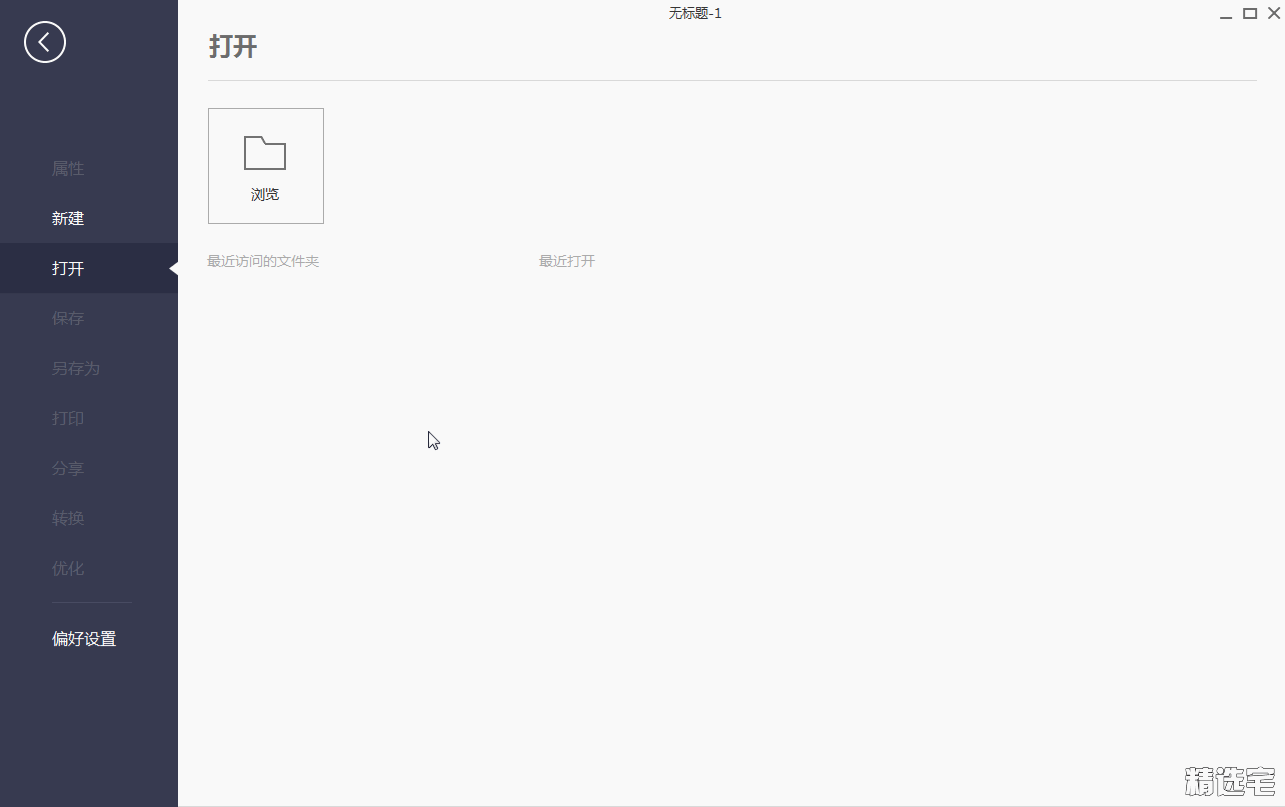 无标题-1
打开
浏览
最近访问的文件夹
最近打开
属性
新建
打开
保存
另存为
打印
分享
转换
优化
偏好设置
精选宅